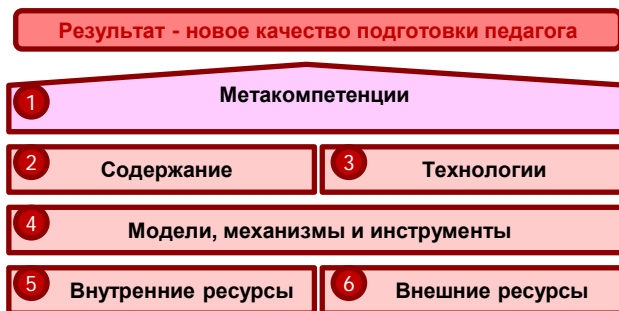 Результат - новое качество подготовки педагога
1 Метакомпетенции
2 Содержание
3 Технологии
4 Модели, механизмы и инструменты
5 Внутренние ресурсы
6 Внешние ресурсы